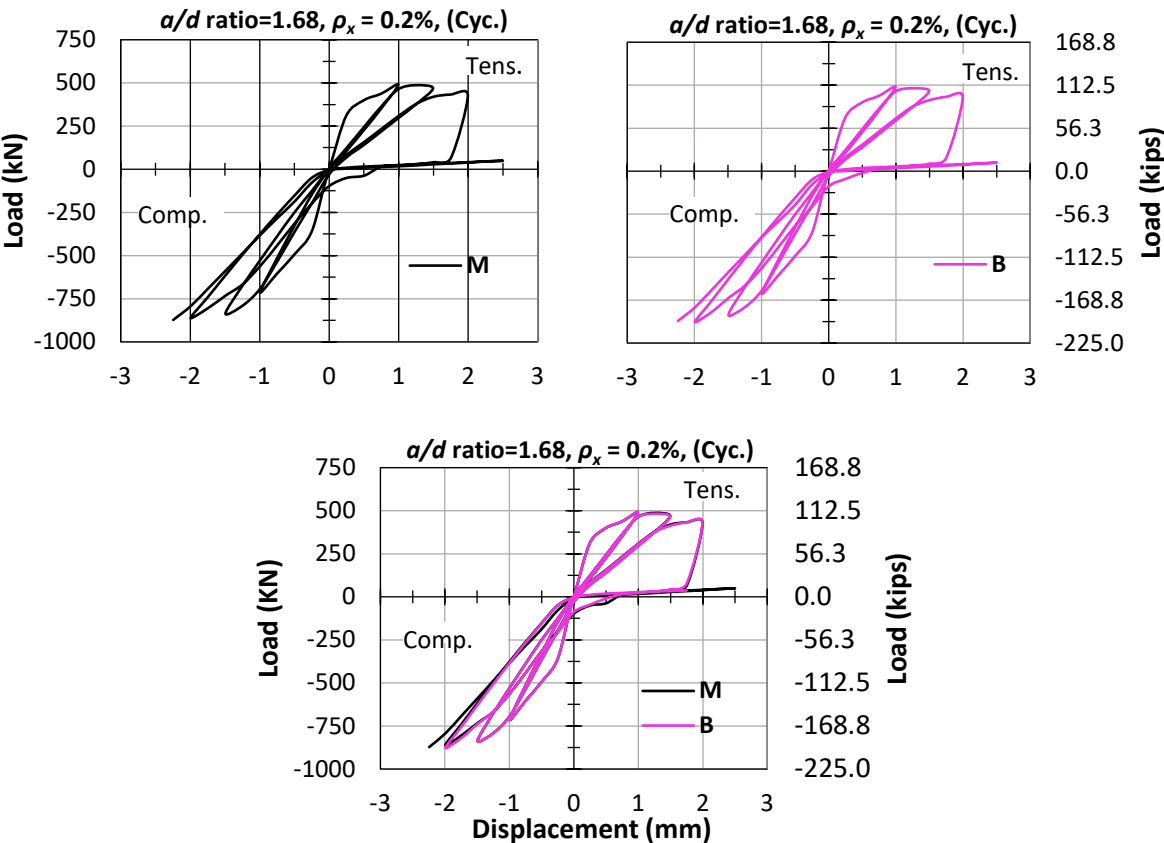 a/d ratio=1.68, ρx = 0.2%, (Cyc.)
750
500
250
0
-250
-500
-750
-1000
Load (kN)
Tens.
Comp.
M
-3 -2 -1 0 1 2 3
a/d ratio=1.68, ρx = 0.2%, (Cyc.)
Tens.
Comp.
B
168.8
112.5
56.3
0.0
-56.3
-112.5
-168.8
-225.0
Load (kips)
-3 -2 -1 0 1 2 3
a/d ratio=1.68, ρx = 0.2%, (Cyc.)
750
500
250
0
-250
-500
-750
-1000
Load (KN)
Tens.
Comp.
M
B
168.8
112.5
56.3
0.0
-56.3
-112.5
-168.8
-225.0
Load (kips)
-3 -2 -1 0 1 2 3
Displacement (mm)